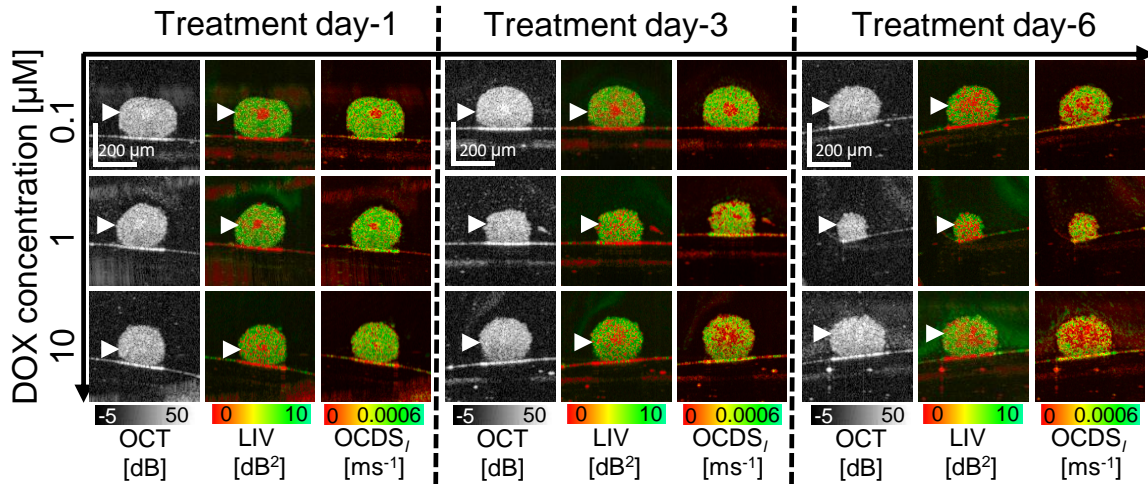 Treatment day-1
Treatment day-3
Treatment day-6
DOX concentration [µM]
0.1
1
10
200 µm
200 µm
200 µm
-5 50
0 10
0 0.0006
-5 50
0 10
0 0.0006
-5 50
0 10
0 0.0006
OCT
[dB]
LIV
[dB²]
OCDSₗ
[ms⁻¹]
OCT
[dB]
LIV
[dB²]
OCDSₗ
[ms⁻¹]
OCT
[dB]
LIV
[dB²]
OCDSₗ
[ms⁻¹]